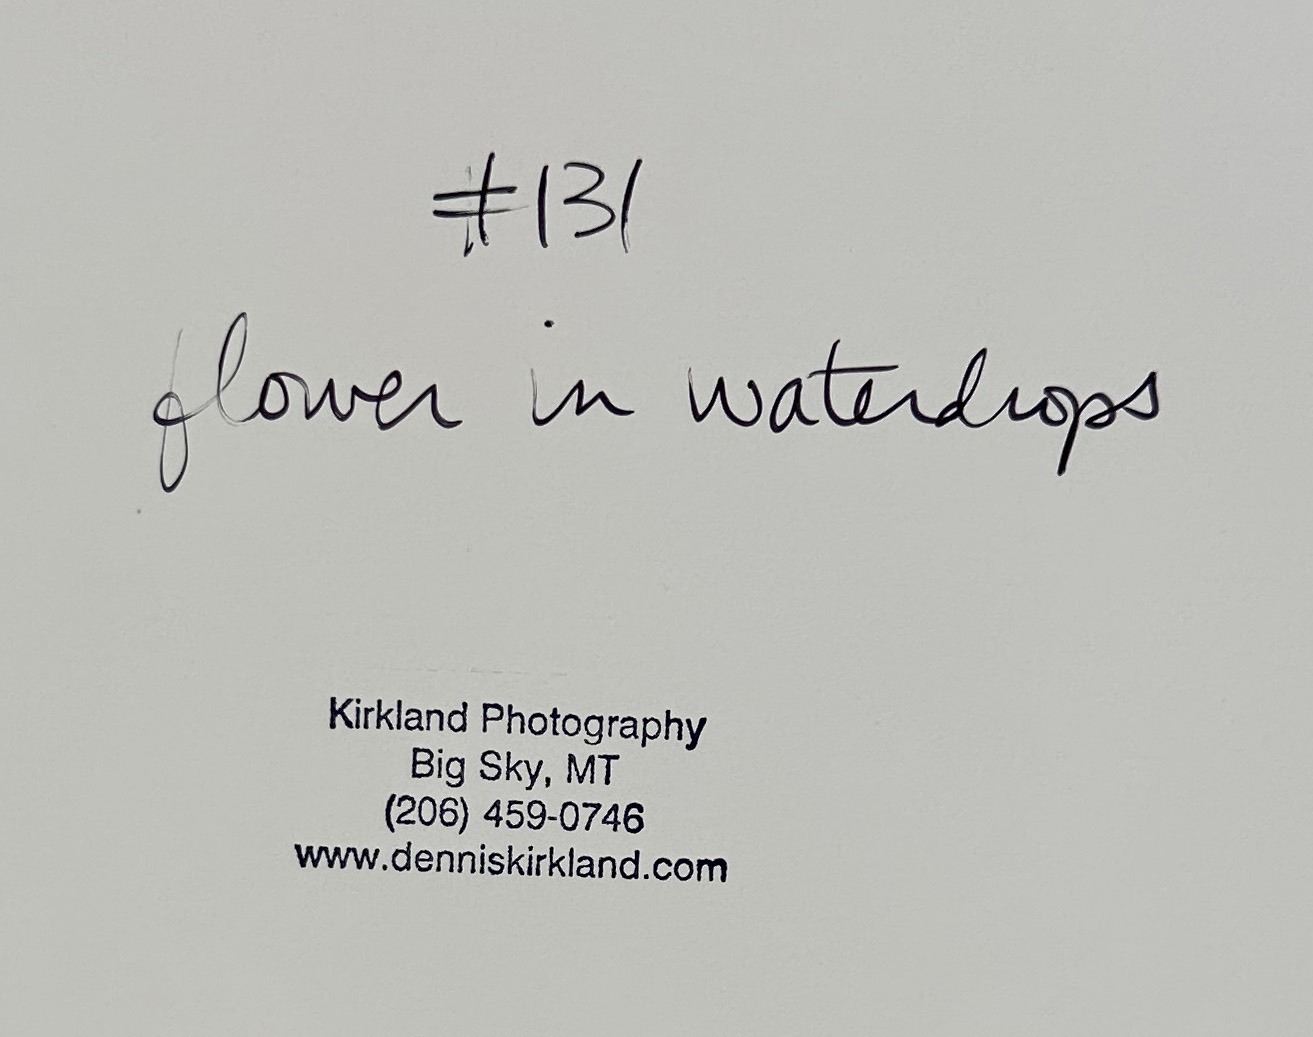 #131
flower in waterdrops
Kirkland Photography
Big Sky, MT
(206) 459-0746
www.denniskirkland.com